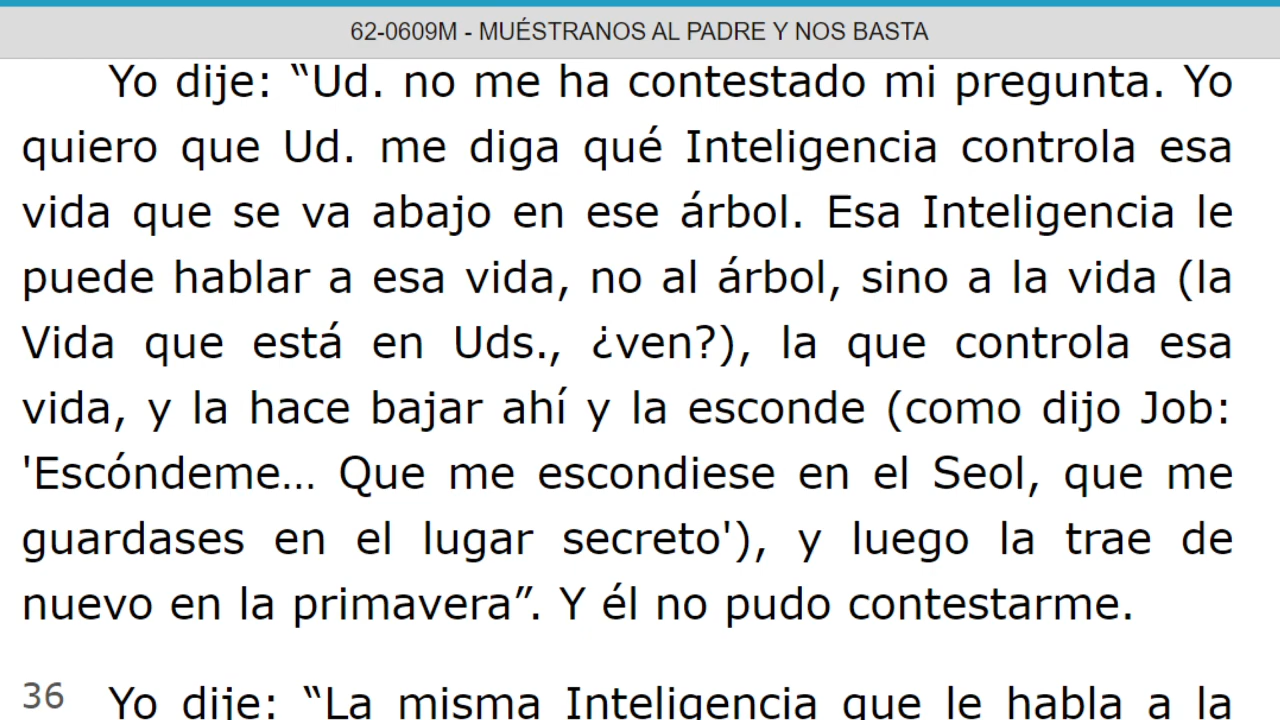 62-0609M - MUÉSTRANOS AL PADRE Y NOS BASTA
Yo dije: “Ud. no me ha contestado mi pregunta. Yo
quiero que Ud. me diga qué Inteligencia controla esa
vida que se va abajo en ese árbol. Esa Inteligencia le
puede hablar a esa vida, no al árbol, sino a la vida (la
Vida que está en Uds., ¿ven?), la que controla esa
vida, y la hace bajar ahí y la esconde (como dijo Job:
'Escóndeme... Que me escondiese en el Seol, que me
guardases en el lugar secreto'), y luego la trae de
nuevo en la primavera”. Y él no pudo contestarme.
36 Yo dije: “La misma Inteligencia que le habla a la